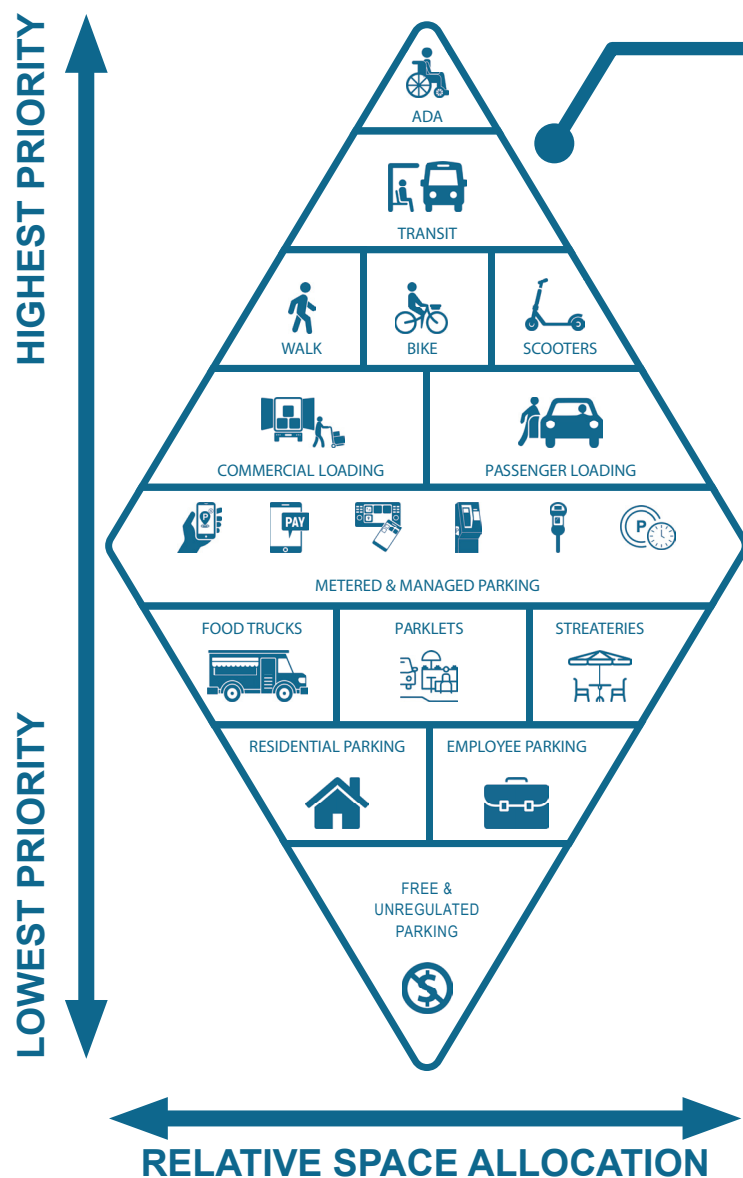 HIGHEST PRIORITY
LOWEST PRIORITY
ADA
TRANSIT
WALK
BIKE
SCOOTERS
COMMERCIAL LOADING
PASSENGER LOADING
P
PAY
P
METERED & MANAGED PARKING
FOOD TRUCKS
PARKLETS
STREATERIES
RESIDENTIAL PARKING
EMPLOYEE PARKING
FREE &
UNREGULATED
PARKING
$
RELATIVE SPACE ALLOCATION